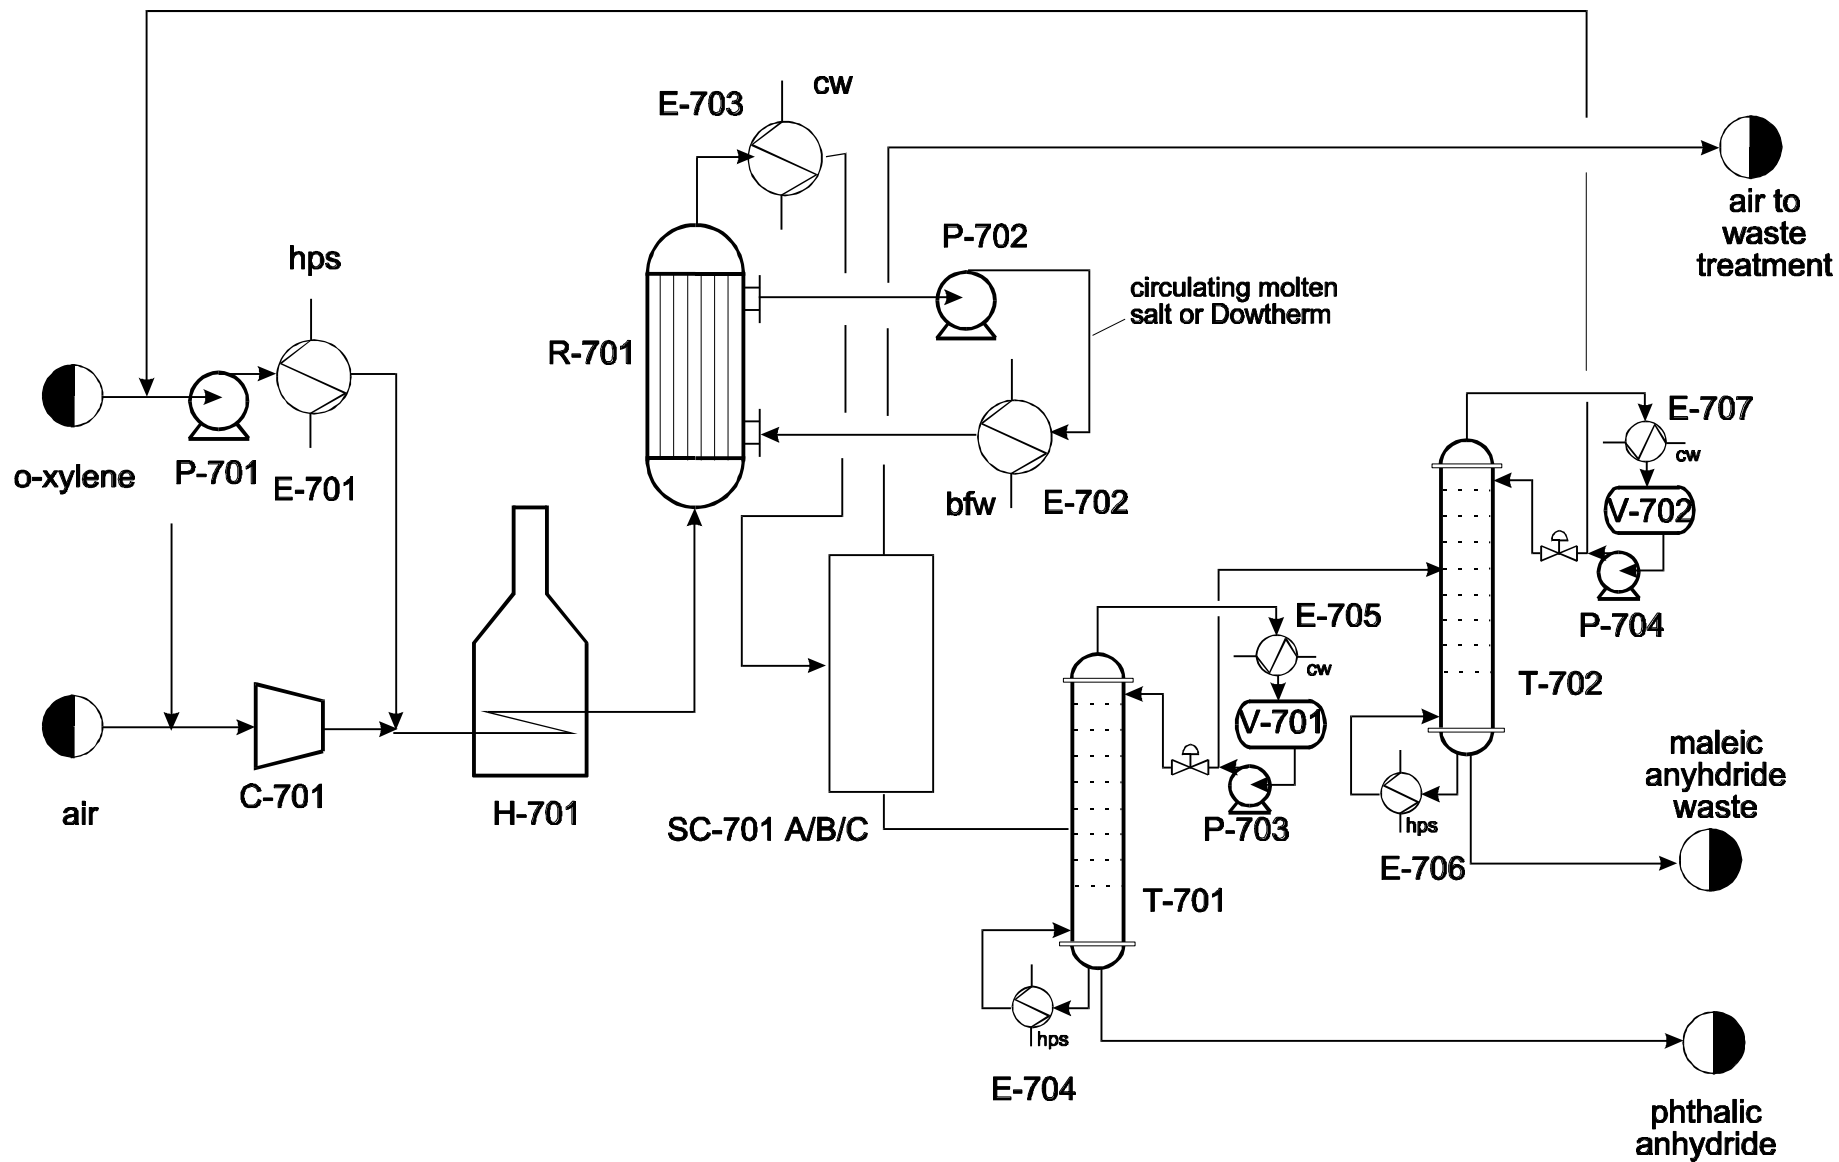 cw
E-703
air to
waste
treatment
P-702
hps
circulating molten
salt or Dowtherm
R-701
E-707
cw
o-xylene
P-701
E-701
bfw
E-702
V-702
E-705
P-704
cw
T-702
V-701
maleic
anyhdride
waste
C-701
air
H-701
SC-701 A/B/C
P-703
hps
E-706
T-701
hps
E-704
phthalic
anhydride